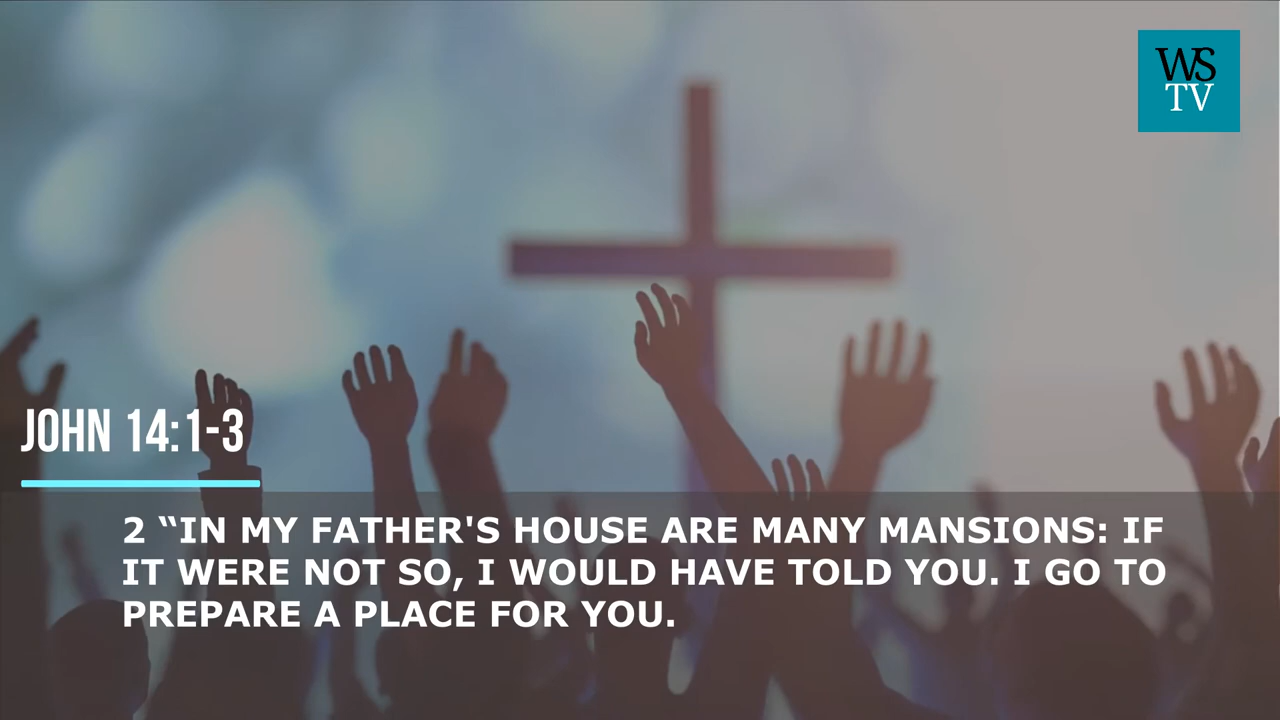 WS
TV
JOHN 14:1-3
2 “IN MY FATHER'S HOUSE ARE MANY MANSIONS: IF
IT WERE NOT SO, I WOULD HAVE TOLD YOU. I GO TO
PREPARE A PLACE FOR YOU.